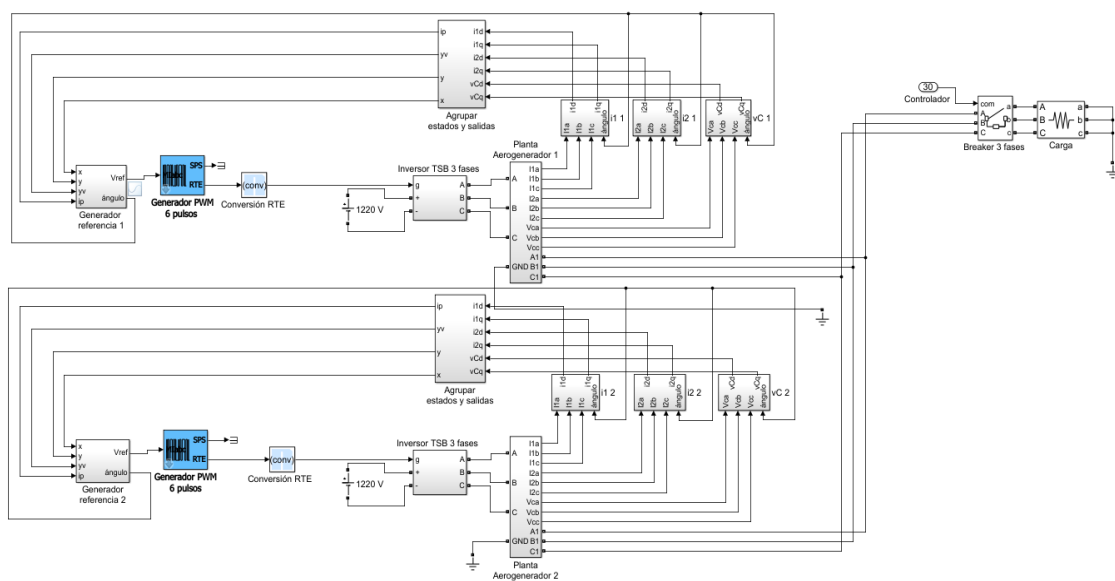 ip
yv
y
x
i1d
i1q
i2d
i2q
vCd
vCq
Agrupar
estados y salidas
i1d
i1q
I1a
I1b
I1c
ángulo
i1 1
i2d
i2q
I2a
I2b
I2c
ángulo
i2 1
vCd
vCq
Vca
Vcb
Vcc
ángulo
vC 1
30
Controlador
com
A
B
C
a
b
c
Breaker 3 fases
A
B
C
a
b
c
Carga
x
y
yv
ip
Vref
ángulo
Generador
referencia 1
SPS
RTE
Generador PWM
6 pulsos
(conv)
Conversión RTE
1220 V
Inversor TSB 3 fases
g
+
-
A
B
C
Planta
Aerogenerador 1
A
B
C
GND
I1a
I1b
I1c
I2a
I2b
I2c
Vca
Vcb
Vcc
A1
B1
C1
ip
yv
y
x
i1d
i1q
i2d
i2q
vCd
vCq
Agrupar
estados y salidas
i1d
i1q
I1a
I1b
I1c
ángulo
i1 2
i2d
i2q
I2a
I2b
I2c
ángulo
i2 2
vCd
vCq
Vca
Vcb
Vcc
ángulo
vC 2
x
y
yv
ip
Vref
ángulo
Generador
referencia 2
SPS
RTE
Generador PWM
6 pulsos
(conv)
Conversión RTE
1220 V
Inversor TSB 3 fases
g
+
-
A
B
C
A
B
C
GND
I1a
I1b
I1c
I2a
I2b
I2c
Vca
Vcb
Vcc
A1
B1
C1
Planta
Aerogenerador 2